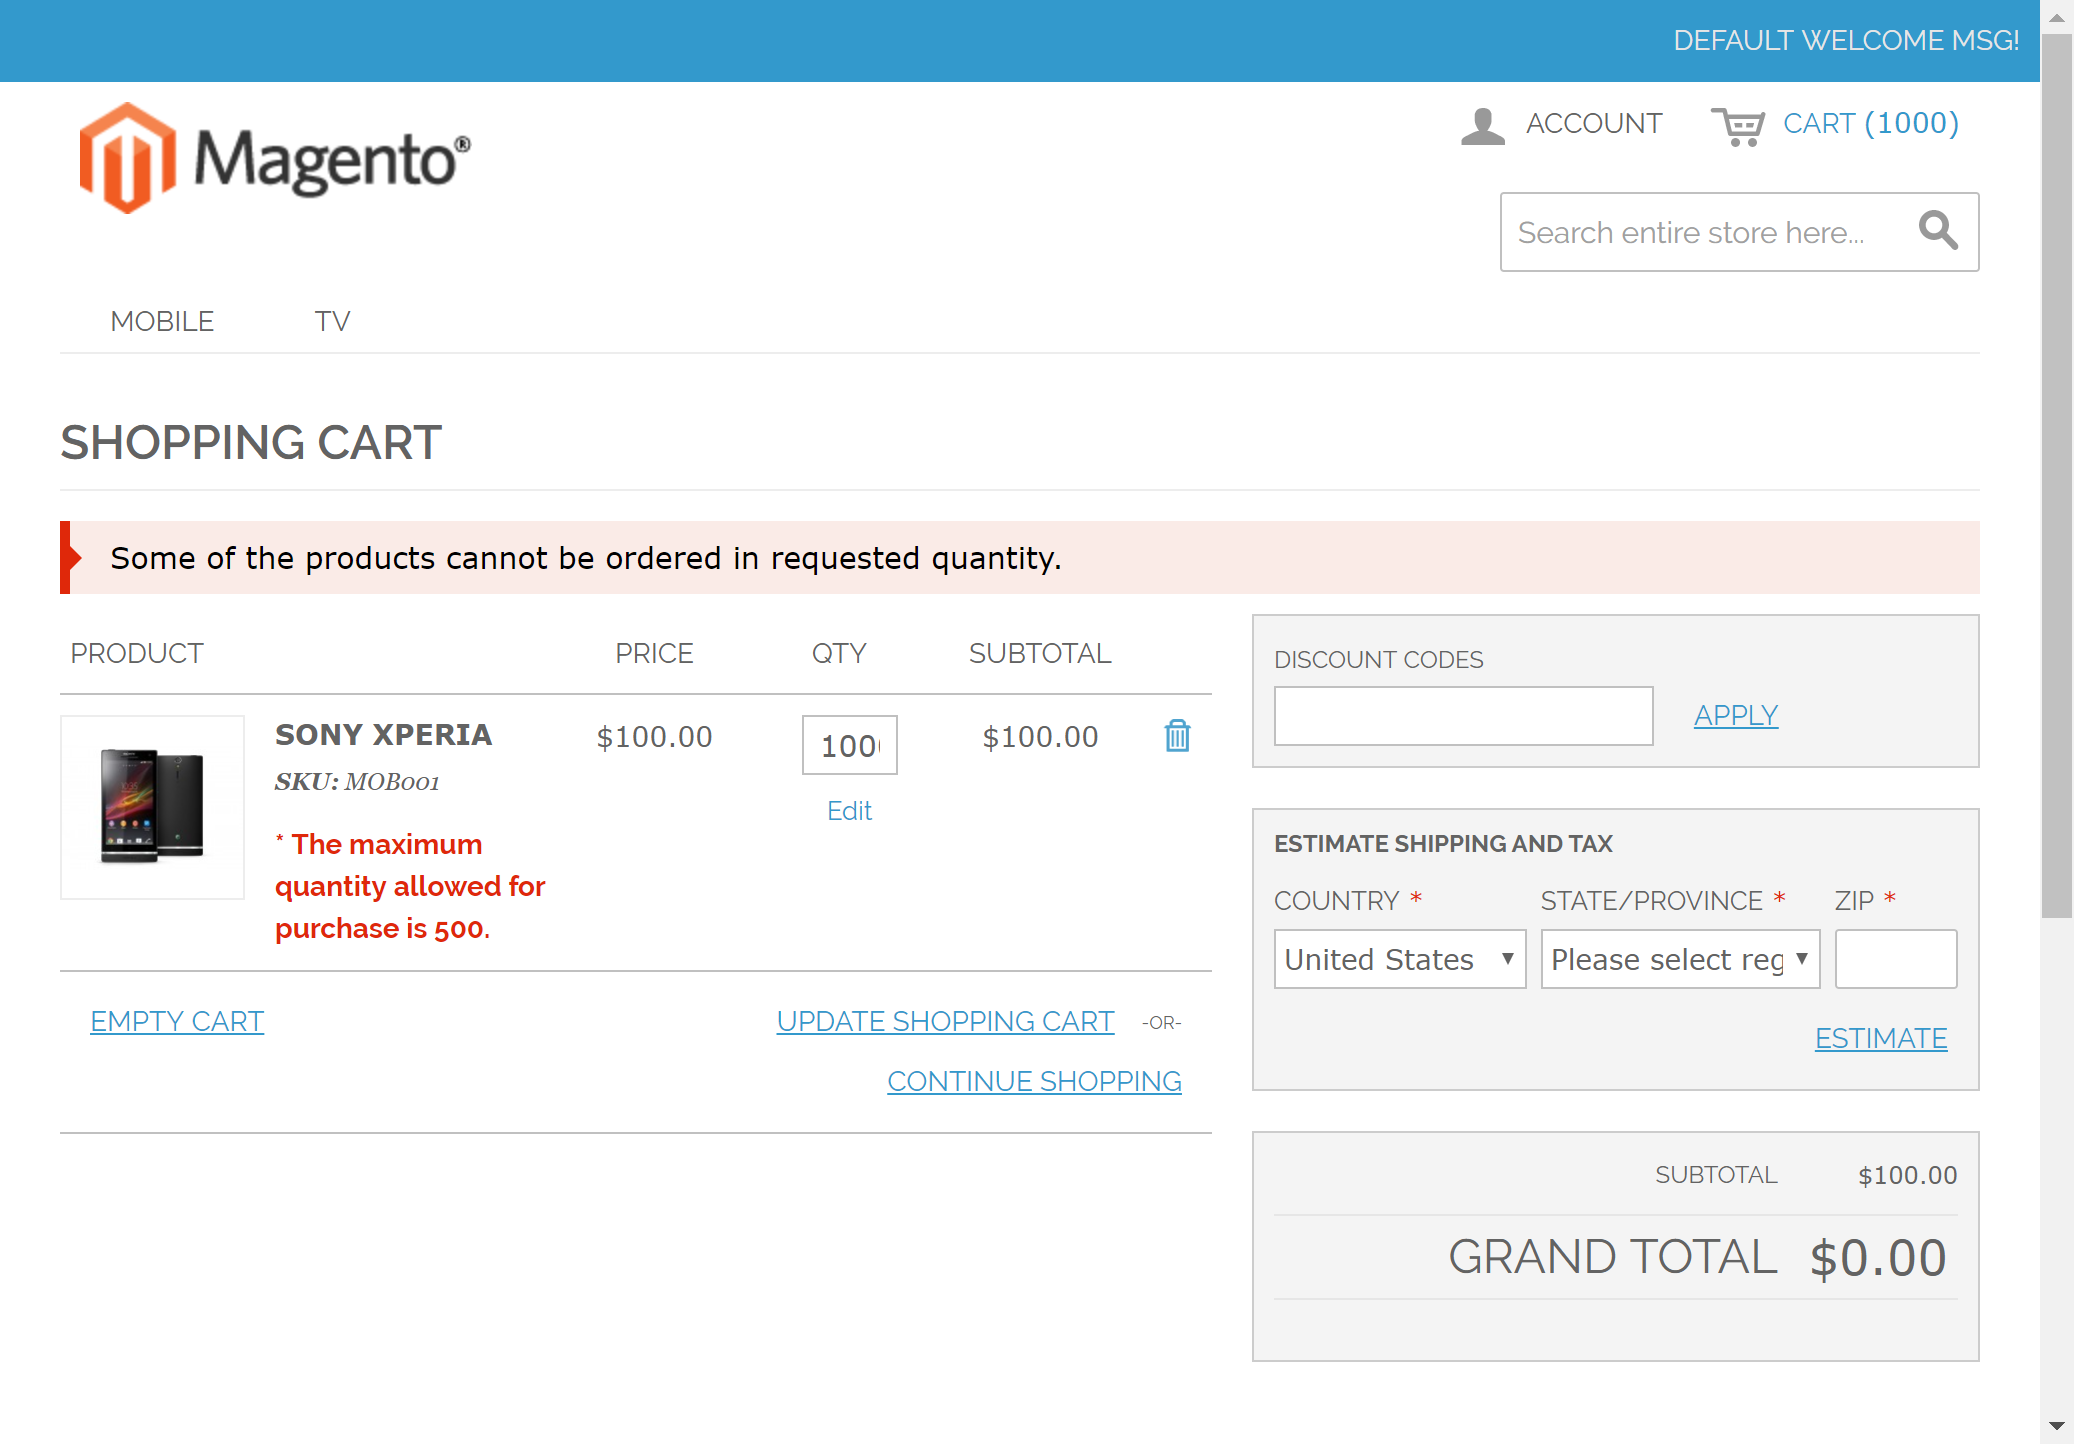 DEFAULT WELCOME MSG!
Magento®
ACCOUNT
CART (1000)
Search entire store here...
MOBILE
TV
SHOPPING CART
Some of the products cannot be ordered in requested quantity.
PRODUCT PRICE QTY SUBTOTAL
SONY XPERIA $100.00 100 $100.00
SKU: MOB001
Edit
* The maximum
quantity allowed for
purchase is 500.
EMPTY CART
UPDATE SHOPPING CART -OR-
CONTINUE SHOPPING
DISCOUNT CODES
APPLY
ESTIMATE SHIPPING AND TAX
COUNTRY * STATE/PROVINCE * ZIP *
United States Please select reg
ESTIMATE
SUBTOTAL $100.00
GRAND TOTAL $0.00